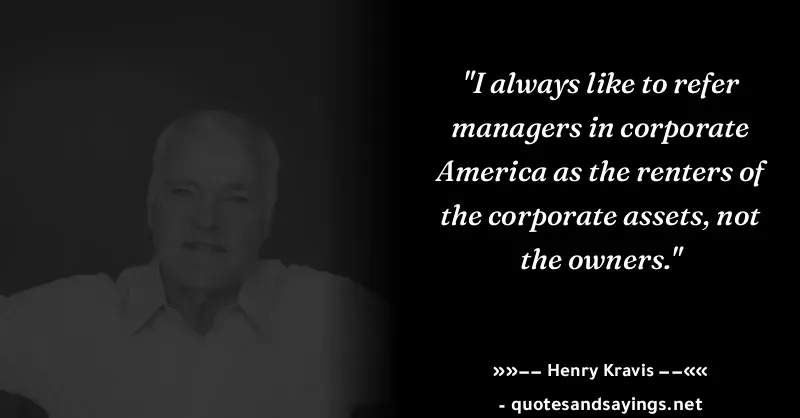 "I always like to refer
managers in corporate
America as the renters of
the corporate assets, not
the owners."
»»−− Henry Kravis −−««
- quotesandsayings.net